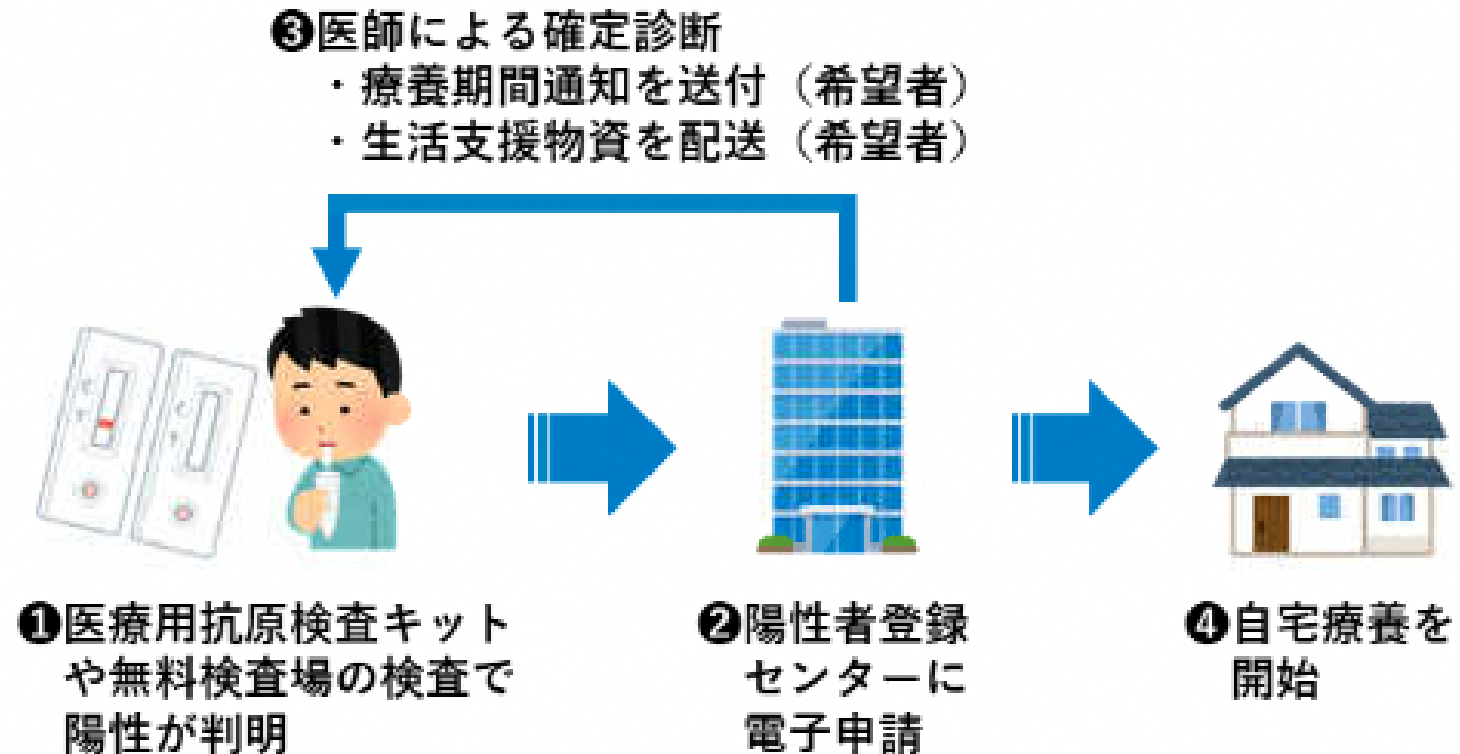 ❸医師による確定診断
・療養期間通知を送付（希望者）
・生活支援物資を配送（希望者）
C
T
C
T
❶医療用抗原検査キット
や無料検査場の検査で
陽性が判明
❷陽性者登録
センターに
電子申請
❹自宅療養を
開始